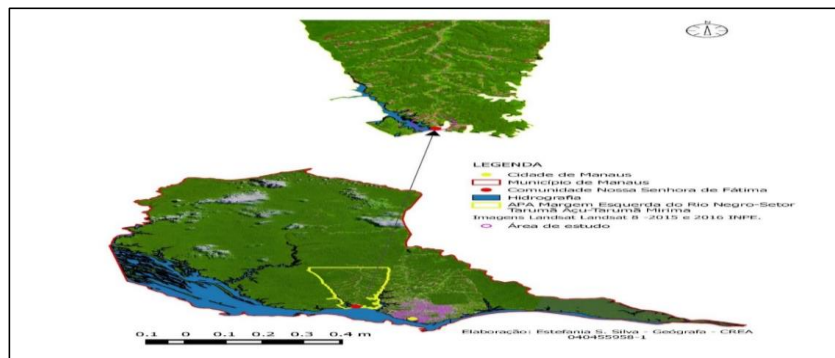 N
LEGENDA
Cidade de Manaus
Município de Manaus
Comunidade Nossa Senhora de Fátima
Hidrografia
APA Margem Esquerda do Rio Negro-Setor
Tarumã Açu-Tarumã Mirima
Imagens Landsat Landsat 8 -2015 e 2016 INPE.
Área de estudo
0.1 0 0.1 0.2 0.3 0.4 m
Elaboração: Estefania S. Silva - Geógrafa - CREA
040455958-1